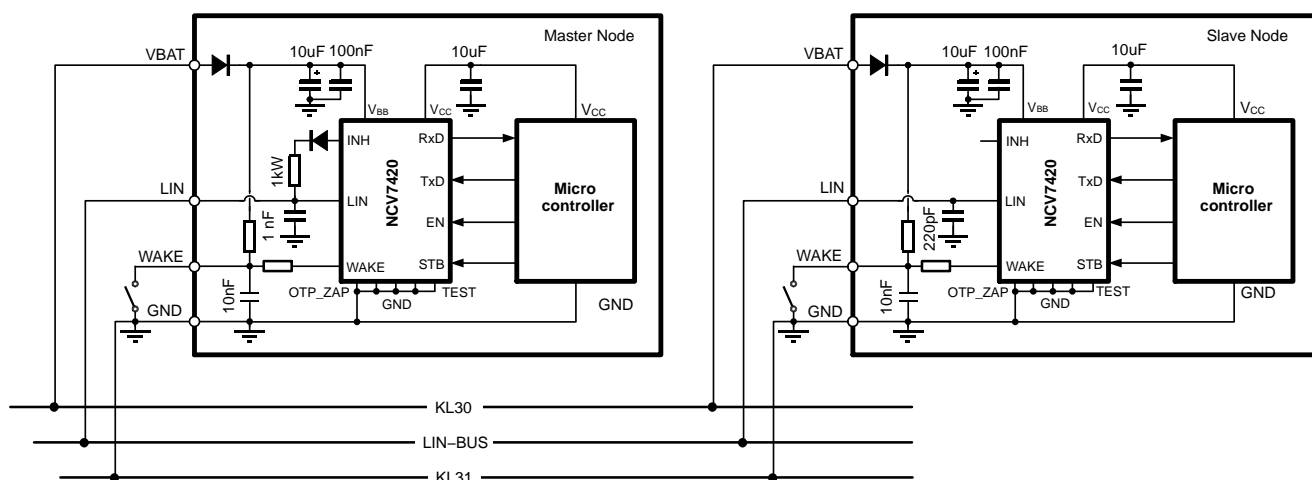 Master Node
VBAT
10uF 100nF
10uF
VBB
VCC
VCC
INH
RxD
1kW
NCV7420
TxD
Micro
controller
LIN
LIN
1 nF
EN
WAKE
WAKE
STB
OTP_ZAP
GND
TEST
10nF
GND
GND
Slave Node
VBAT
10uF 100nF
10uF
VBB
VCC
VCC
INH
RxD
NCV7420
TxD
Micro
controller
LIN
LIN
220pF
EN
WAKE
WAKE
STB
OTP_ZAP
GND
TEST
10nF
GND
GND
KL30
LIN−BUS
KL31